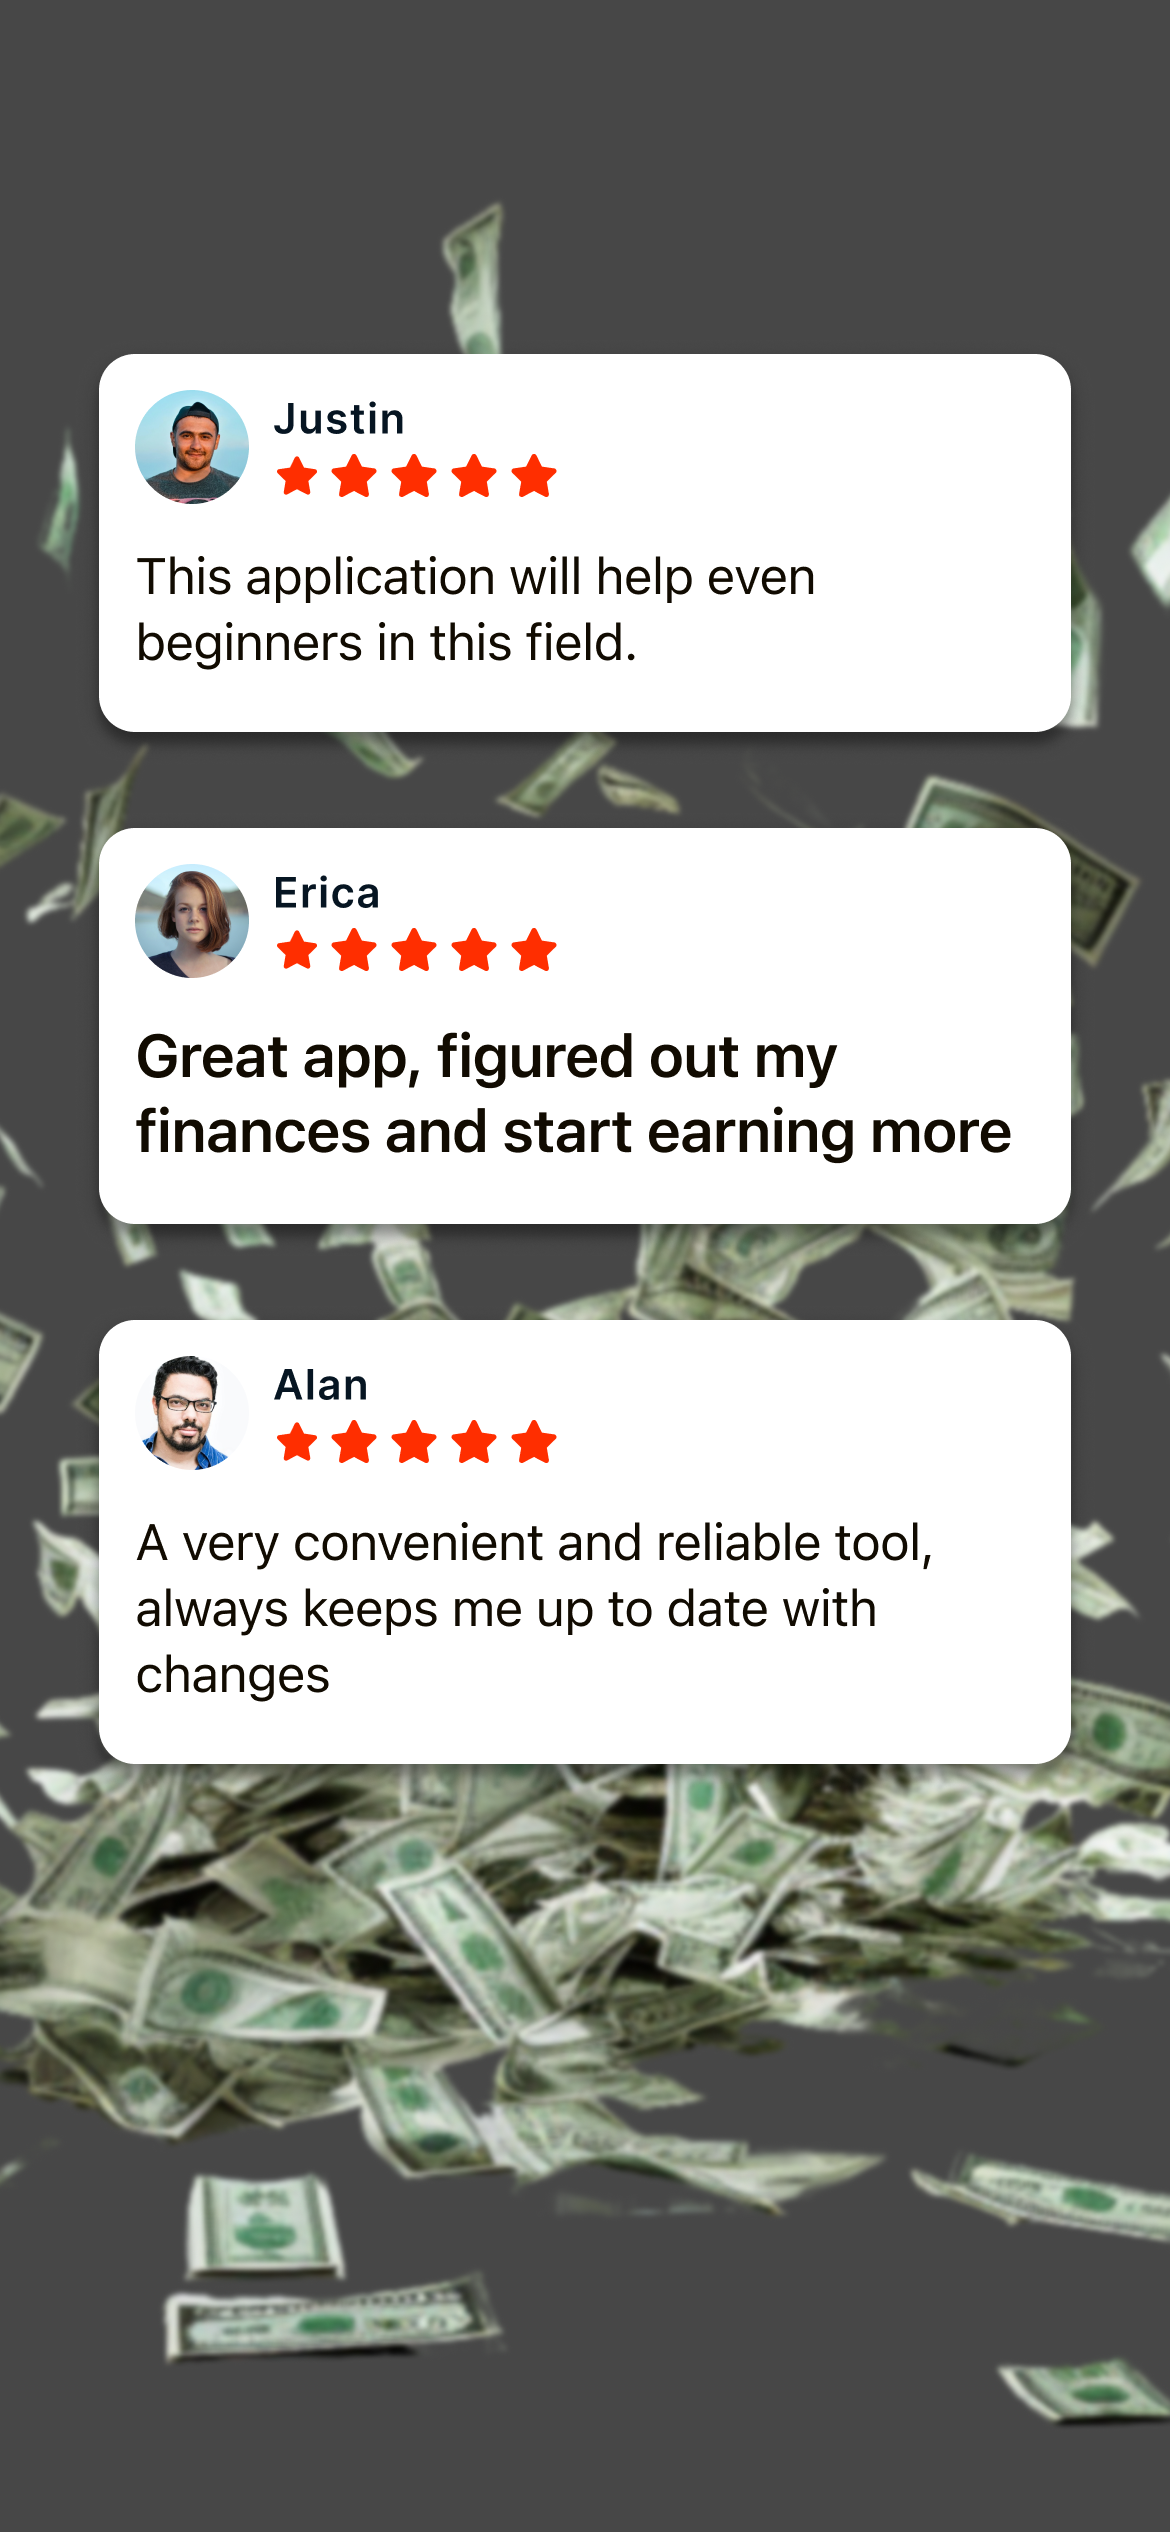 Justin
This application will help even
beginners in this field.
Erica
Great app, figured out my
finances and start earning more
Alan
A very convenient and reliable tool,
always keeps me up to date with
changes